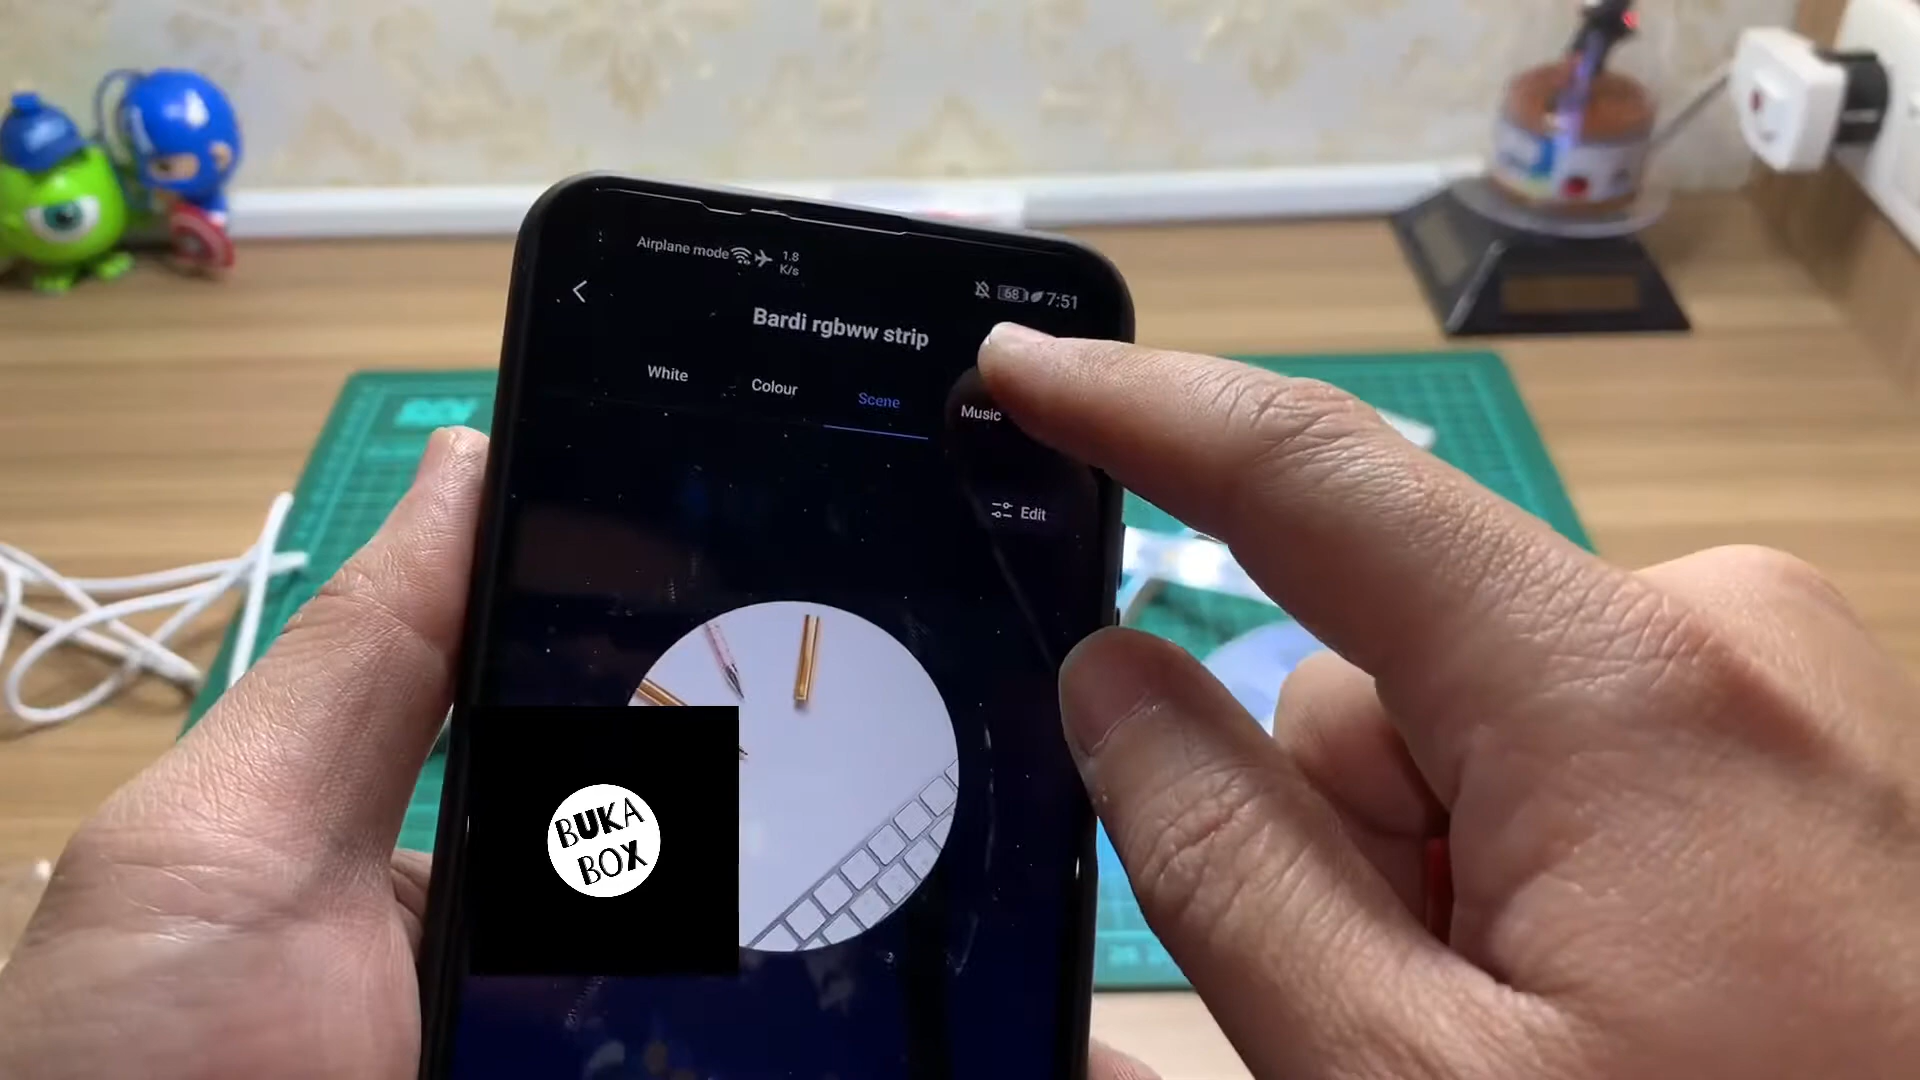 Airplane mode
1.8
K/s
68
7:51
Bardi rgbww strip
White
Colour
Scene
Music
Edit
BUKA
BOX